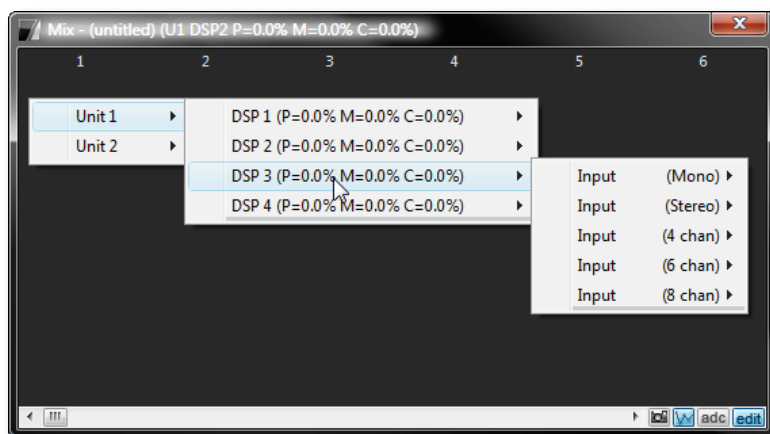 Mix - (untitled) (U1 DSP2 P=0.0% M=0.0% C=0.0%)
1 2 3 4 5 6
Unit 1
Unit 2
DSP 1 (P=0.0% M=0.0% C=0.0%)
DSP 2 (P=0.0% M=0.0% C=0.0%)
DSP 3 (P=0.0% M=0.0% C=0.0%)
DSP 4 (P=0.0% M=0.0% C=0.0%)
Input (Mono)
Input (Stereo)
Input (4 chan)
Input (6 chan)
Input (8 chan)
adc edit